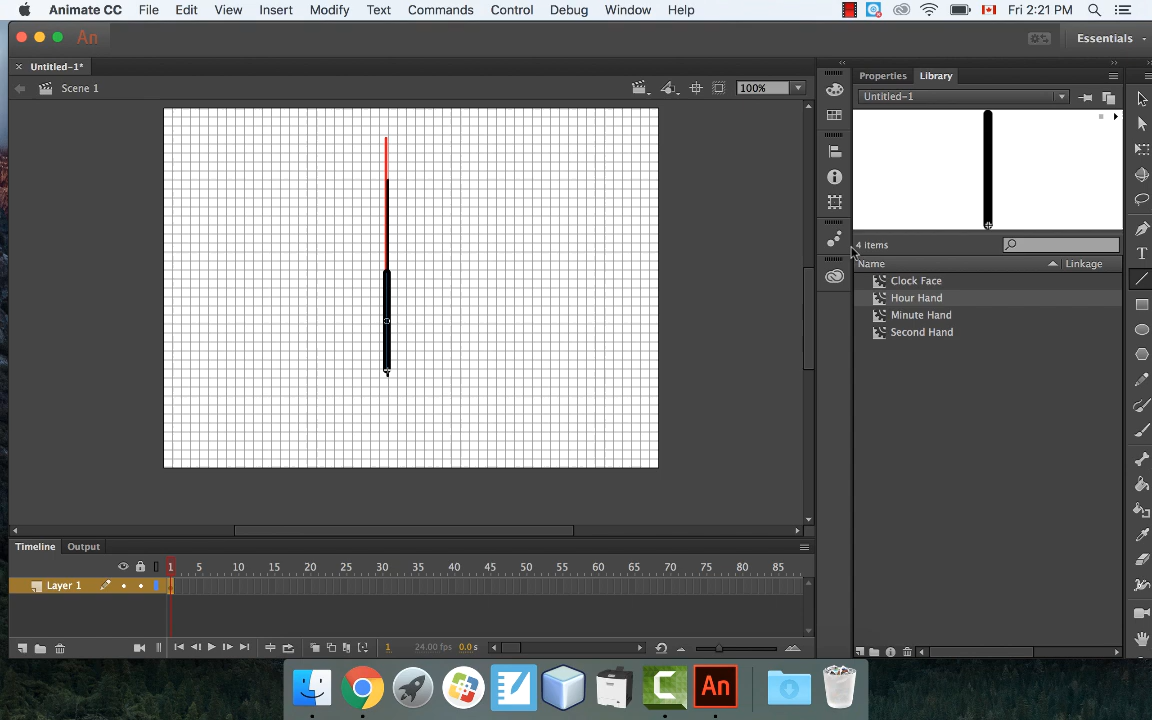 Animate CC File Edit View Insert Modify Text Commands Control Debug Window Help Fri 2:21 PM
An Essentials
× Untitled-1* Properties Library
Scene 1 100% Untitled-1
4 items
Name Linkage
Clock Face
Hour Hand
Minute Hand
Second Hand
Timeline Output
1 5 10 15 20 25 30 35 40 45 50 55 60 65 70 75 80 85
Layer 1
1 24.00 fps 0.0 s
An